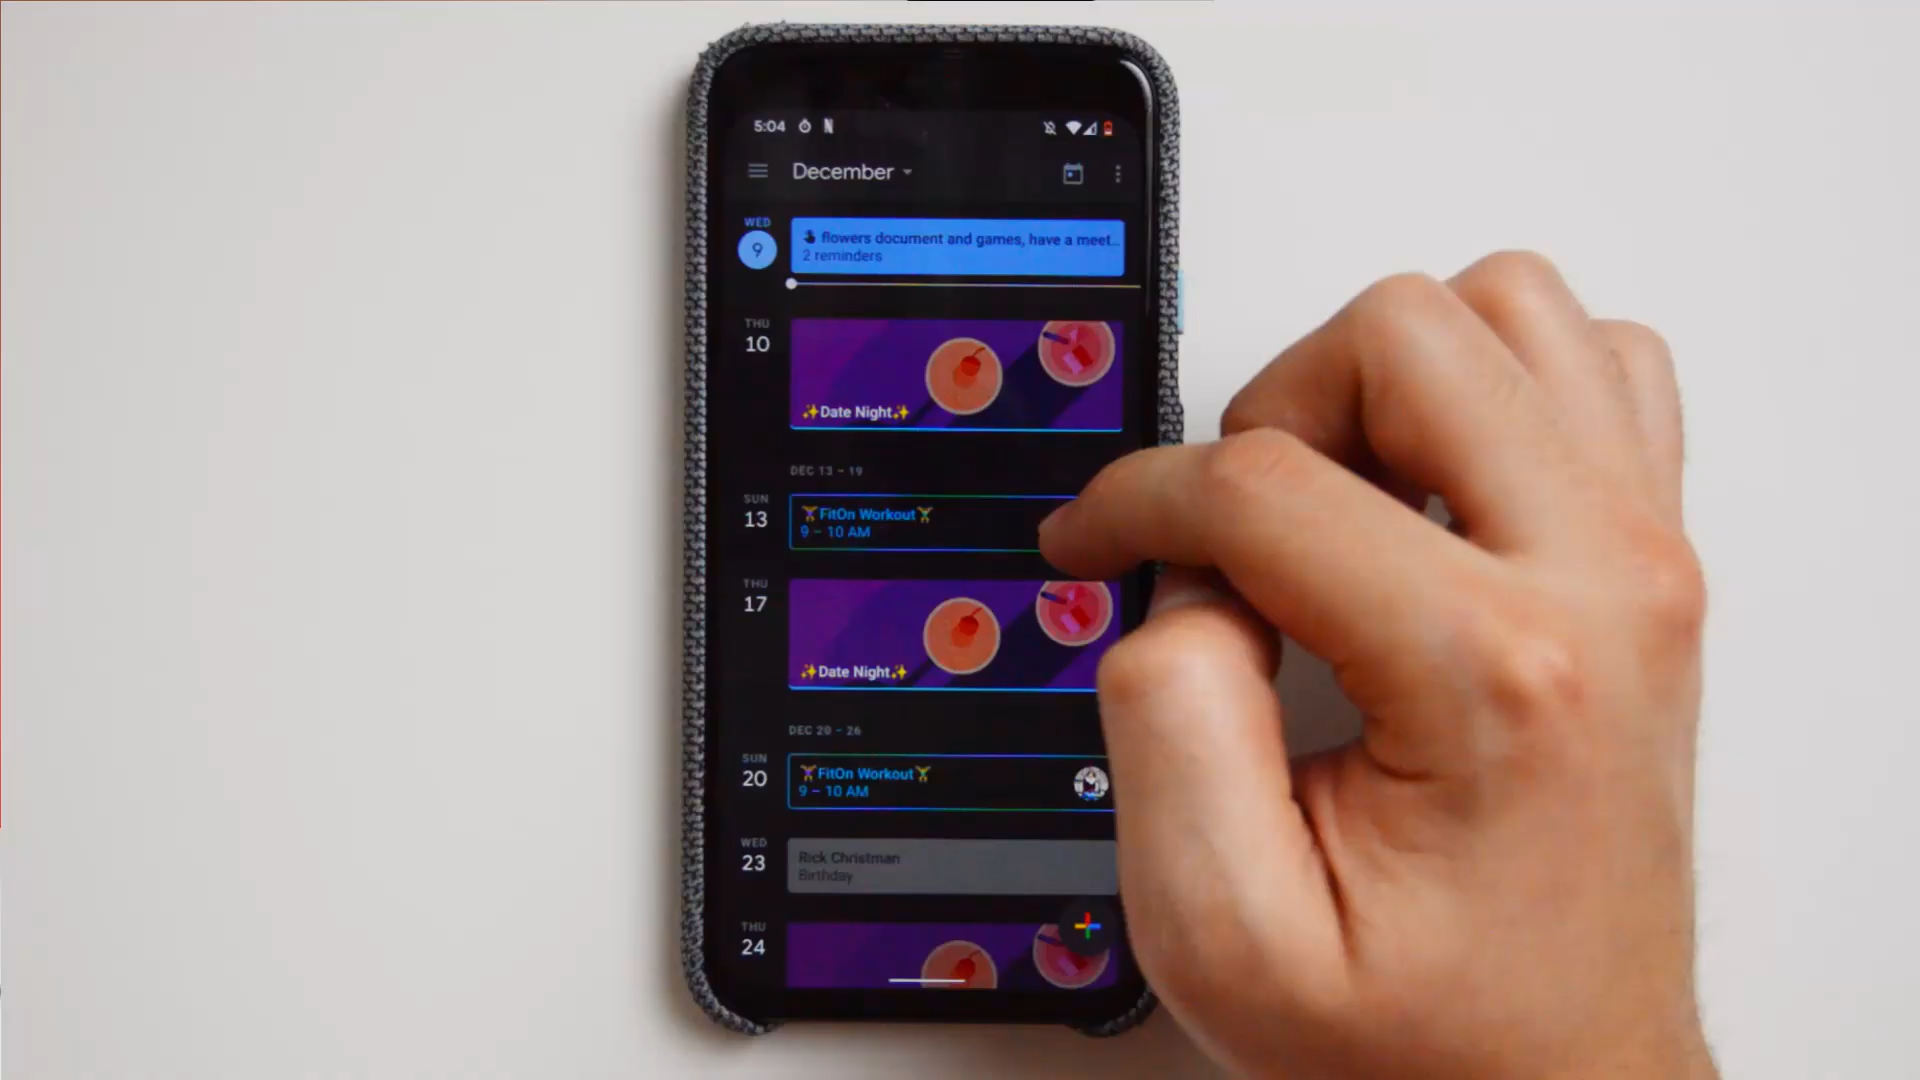 5:04
December
WED
9
flowers document and games, have a meet...
2 reminders
THU
10
✨Date Night✨
DEC 13 – 19
SUN
13
FitOn Workout
9 – 10 AM
THU
17
✨Date Night✨
DEC 20 – 26
SUN
20
FitOn Workout
9 – 10 AM
WED
23
Rick Christman
Birthday
THU
24